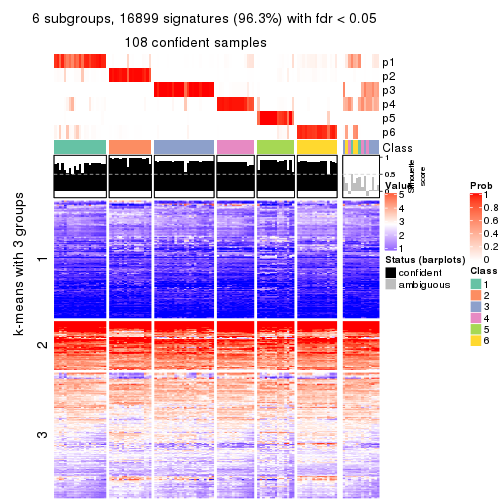 6 subgroups, 16899 signatures (96.3%) with fdr < 0.05
108 confident samples
p1
p2
p3
p4
p5
p6
Class
1
0.5
0
Silhouette
score
k-means with 3 groups
1
2
3
Value
5
4
3
2
1
Status (barplots)
confident
ambiguous
Prob
1
0.8
0.6
0.4
0.2
0
Class
1
2
3
4
5
6